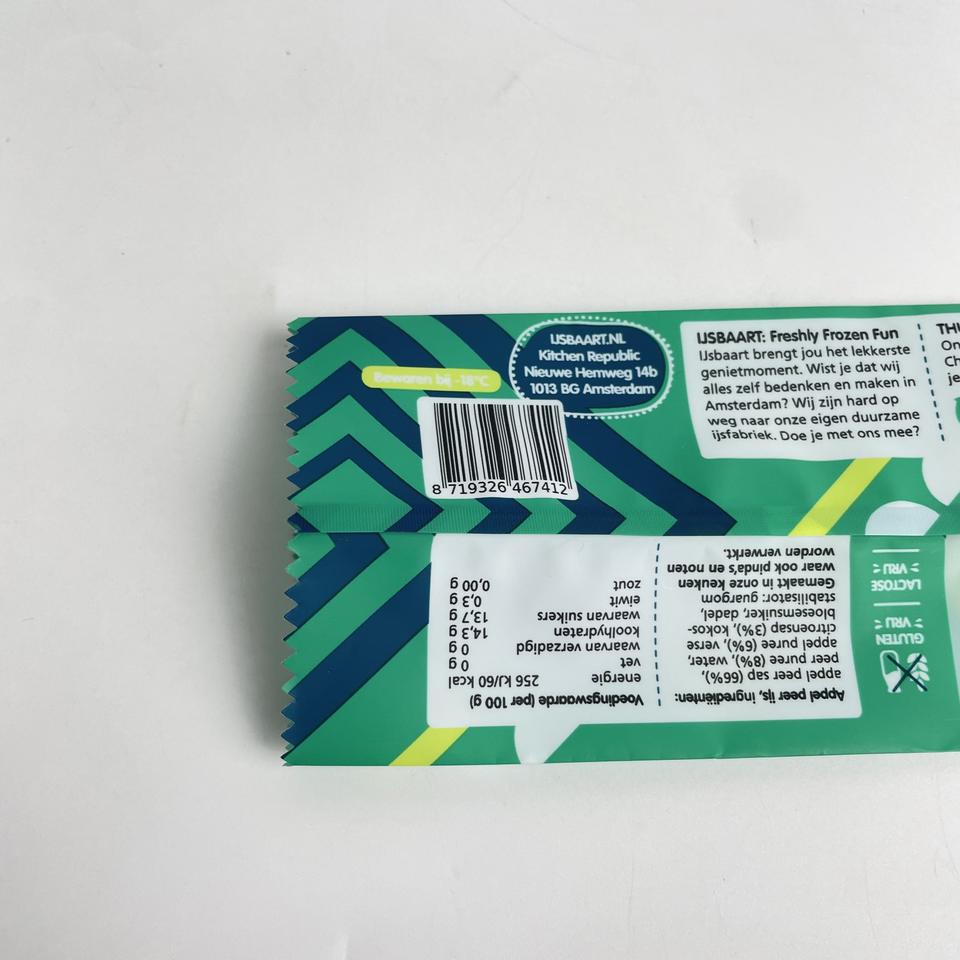 IJSBAART.NL
Kitchen Republic
Nieuwe Hemweg 14b
1013 BG Amsterdam
Bewaren bij -18°C
8 719326 467412
IJSBAART: Freshly Frozen Fun
IJsbaart brengt jou het lekkerste
genietmoment. Wist je dat wij
alles zelf bedenken en maken in
Amsterdam? Wij zijn hard op
weg naar onze eigen duurzame
ijsfabriek. Doe je met ons mee?
Appel peer ijs, ingrediënten:
appel peer sap (66%),
peer puree (8%), water,
appel puree (6%), verse
citroensap (3%), kokos-
bloesemsuiker, dadel,
stabilisator: guargom
Gemaakt in onze keuken
waar ook pinda's en noten
worden verwerkt.
Voedingswaarde (per 100 g)
energie 256 kJ/60 kcal
vet 0 g
waarvan verzadigd 0 g
koolhydraten 14,3 g
waarvan suikers 13,7 g
eiwit 0,3 g
zout 0,00 g
GLUTEN
VRIJ
LACTOSE
VRIJ